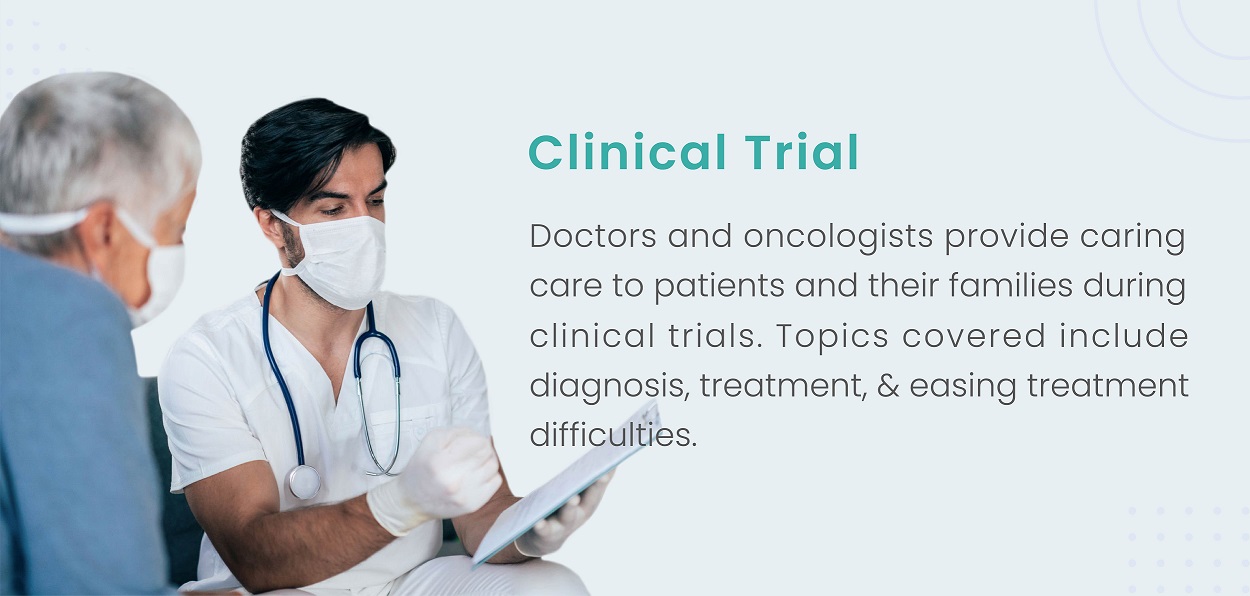 Clinical Trial
Doctors and oncologists provide caring
care to patients and their families during
clinical trials. Topics covered include
diagnosis, treatment, & easing treatment
difficulties.